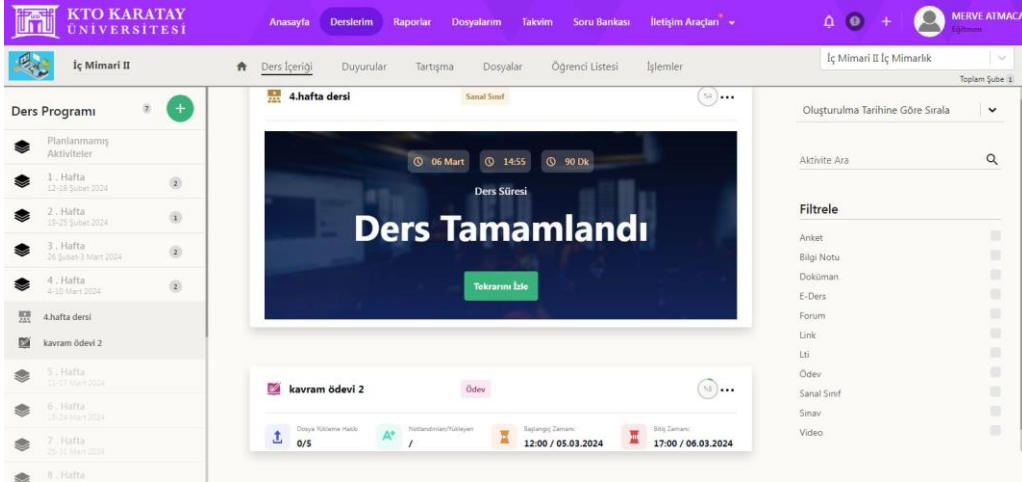 KTO KARATAY
ÜNİVERSİTESİ
Anasayfa Derslerim Raporlar Dosyalarım Takvim Soru Bankası İletişim Araçları
MERVE ATMACA
Eğitmen
İç Mimari II
Ders İçeriği Duyurular Tartışma Dosyalar Öğrenci Listesi İşlemler
İç Mimari II İç Mimarlık
Toplam Şube 1
Ders Programı 7 +
Planlanmamış
Aktiviteler
1 . Hafta
12-18 Şubat 2024
2
2 . Hafta
19-25 Şubat 2024
1
3 . Hafta
26 Şubat-3 Mart 2024
2
4 . Hafta
4-10 Mart 2024
2
4.hafta dersi
kavram ödevi 2
5 . Hafta
11-17 Mart 2024
6 . Hafta
18-24 Mart 2024
7 . Hafta
25-31 Mart 2024
8 . Hafta
4.hafta dersi
Sanal Sınıf
06 Mart 14:55 90 Dk
Ders Süresi
Ders Tamamlandı
Tekrarını İzle
kavram ödevi 2
Ödev
Dosya Yükleme Hakkı
0/5
A+
Notlandırılan/Yükleyen
/
Başlangıç Zamanı
12:00 / 05.03.2024
Bitiş Zamanı
17:00 / 06.03.2024
Oluşturulma Tarihine Göre Sırala
Aktivite Ara
Filtrele
Anket
Bilgi Notu
Doküman
E-Ders
Forum
Link
Lti
Ödev
Sanal Sınıf
Sınav
Video